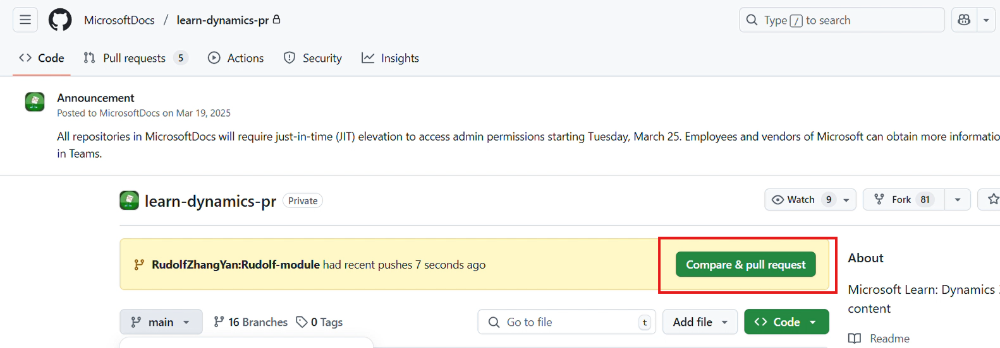 MicrosoftDocs / learn-dynamics-pr
Type / to search
Code
Pull requests 5
Actions
Security
Insights
Announcement
Posted to MicrosoftDocs on Mar 19, 2025
All repositories in MicrosoftDocs will require just-in-time (JIT) elevation to access admin permissions starting Tuesday, March 25. Employees and vendors of Microsoft can obtain more informatio
in Teams.
learn-dynamics-pr Private
Watch 9
Fork 81
RudolfZhangYan:Rudolf-module had recent pushes 7 seconds ago
Compare & pull request
main
16 Branches
0 Tags
Go to file t
Add file
<> Code
About
Microsoft Learn: Dynamics
content
Readme